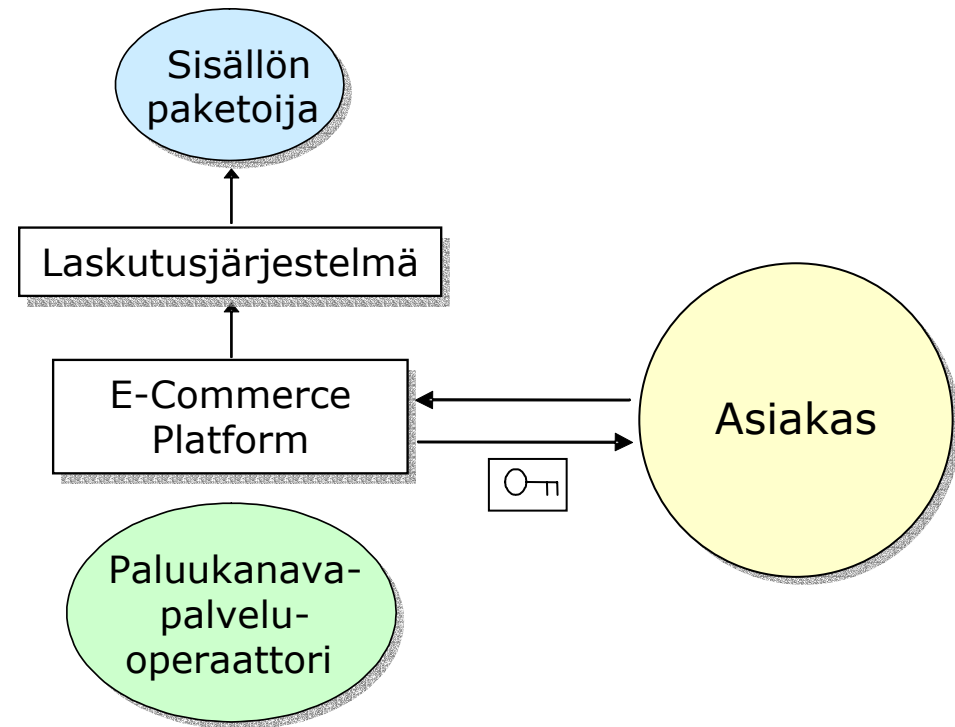 Sisällön
paketoija
Laskutusjärjestelmä
E-Commerce
Platform
Asiakas
Paluukanava-
palvelu-
operaattori